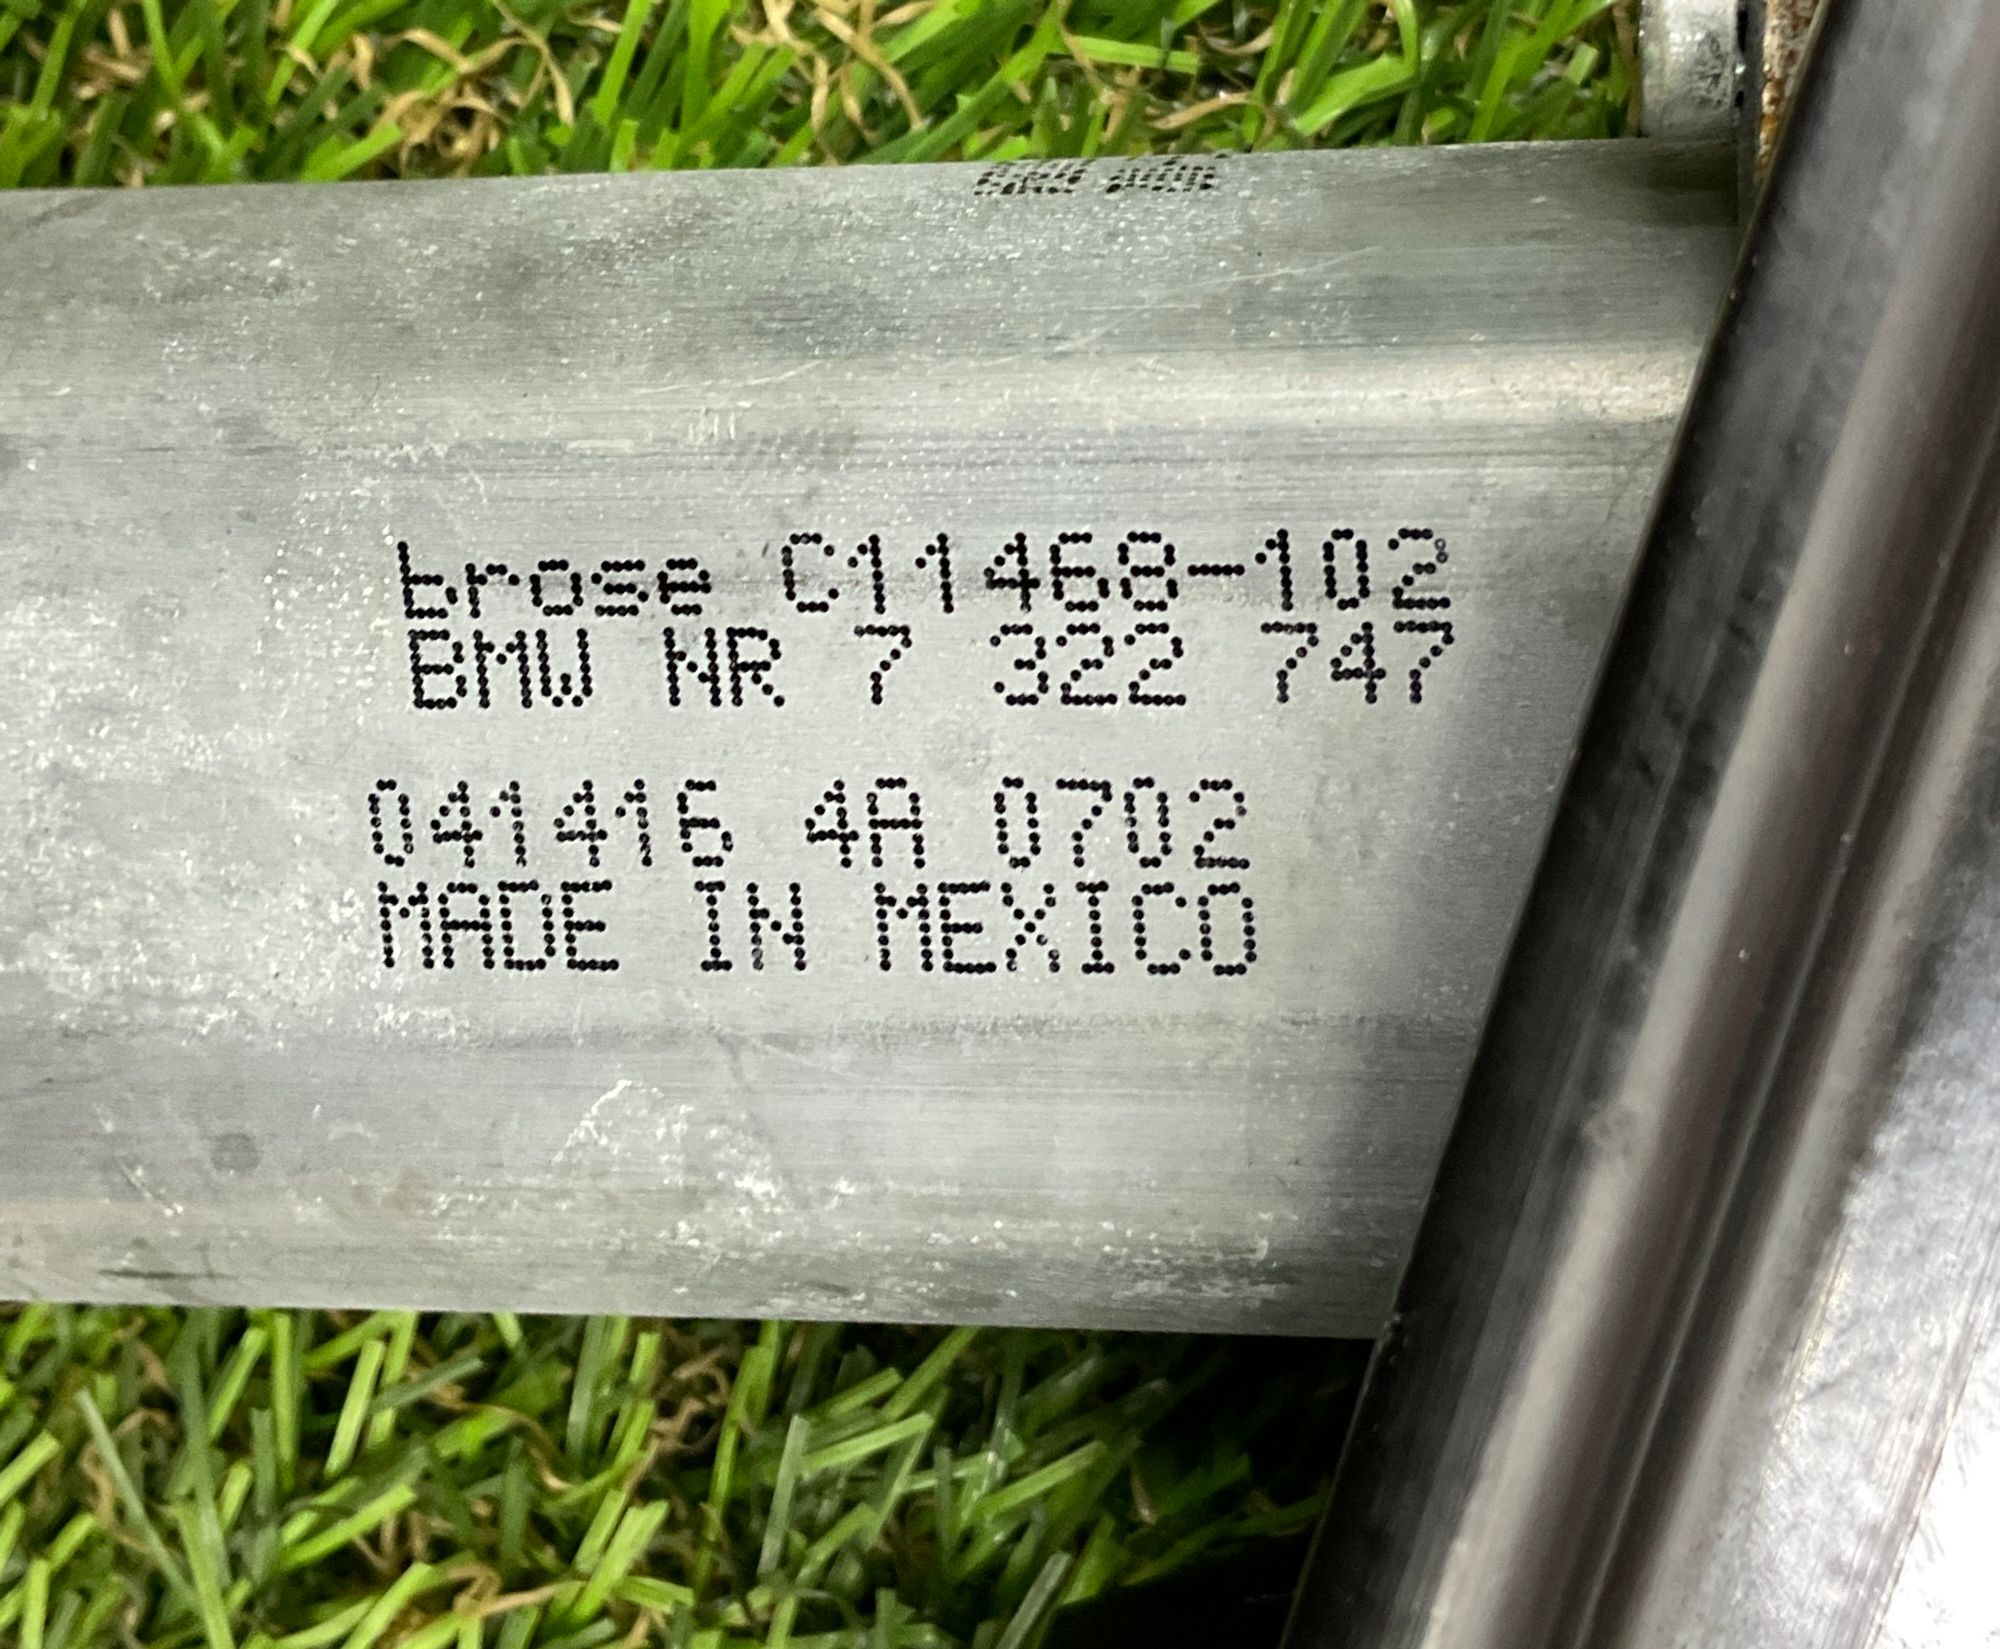 brose C11468-102
BMW NR 7 322 747
041416 4A 0702
MADE IN MEXICO